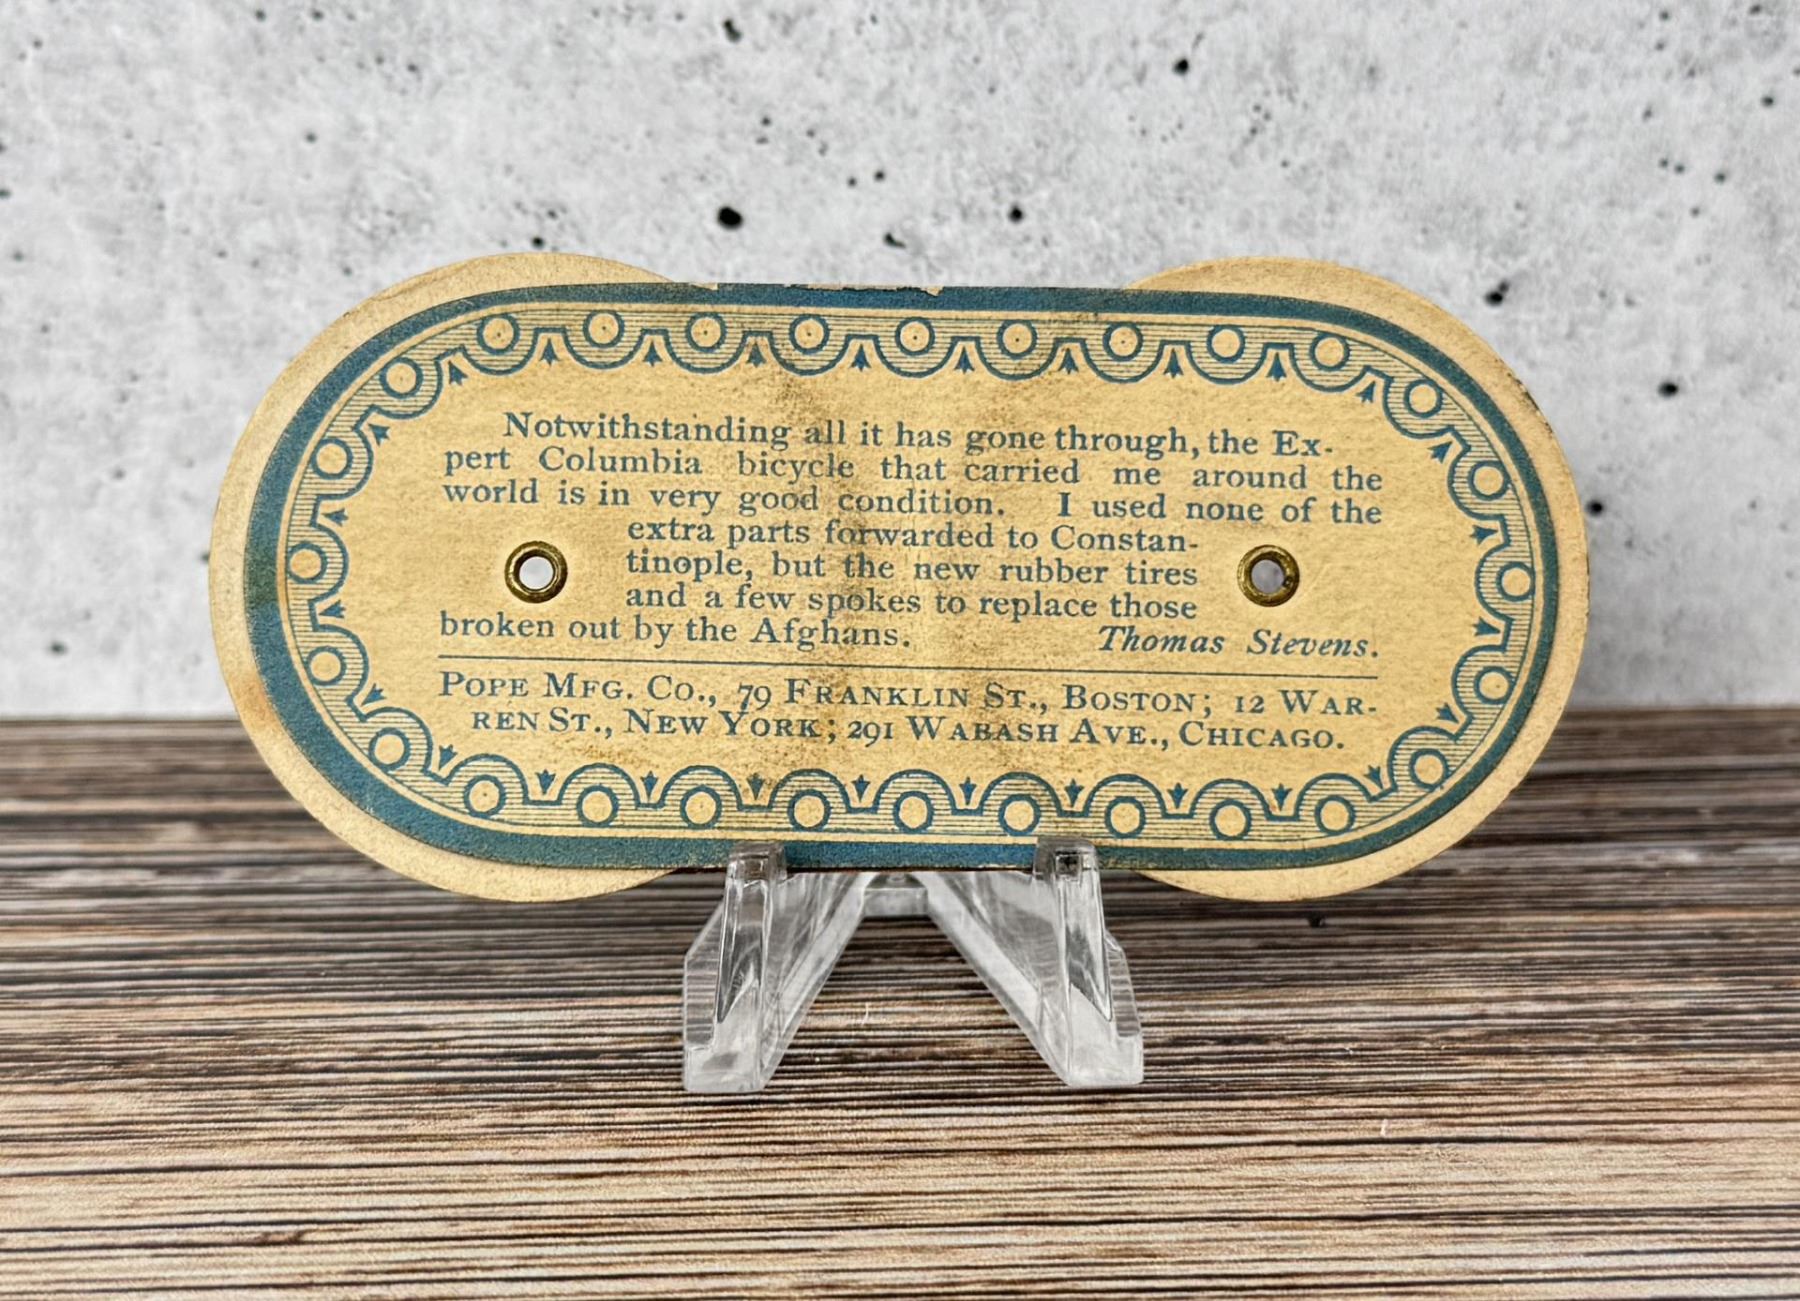 Notwithstanding all it has gone through, the Ex-
pert Columbia bicycle that carried me around the
world is in very good condition. I used none of the
extra parts forwarded to Constan-
tinople, but the new rubber tires
and a few spokes to replace those
broken out by the Afghans. Thomas Stevens.
POPE MFG. CO., 79 FRANKLIN ST., BOSTON; 12 WAR-
REN ST., NEW YORK; 291 WABASH AVE., CHICAGO.